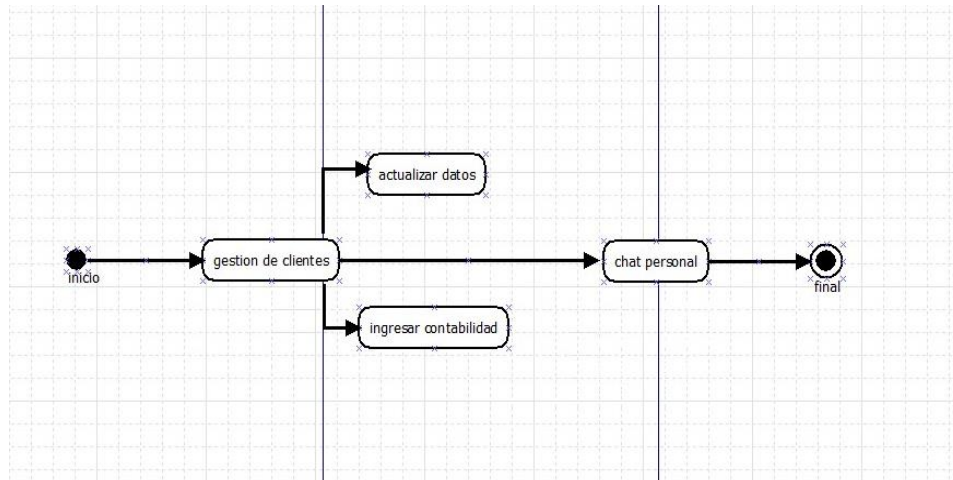 actualizar datos
inicio
gestion de clientes
chat personal
final
ingresar contabilidad